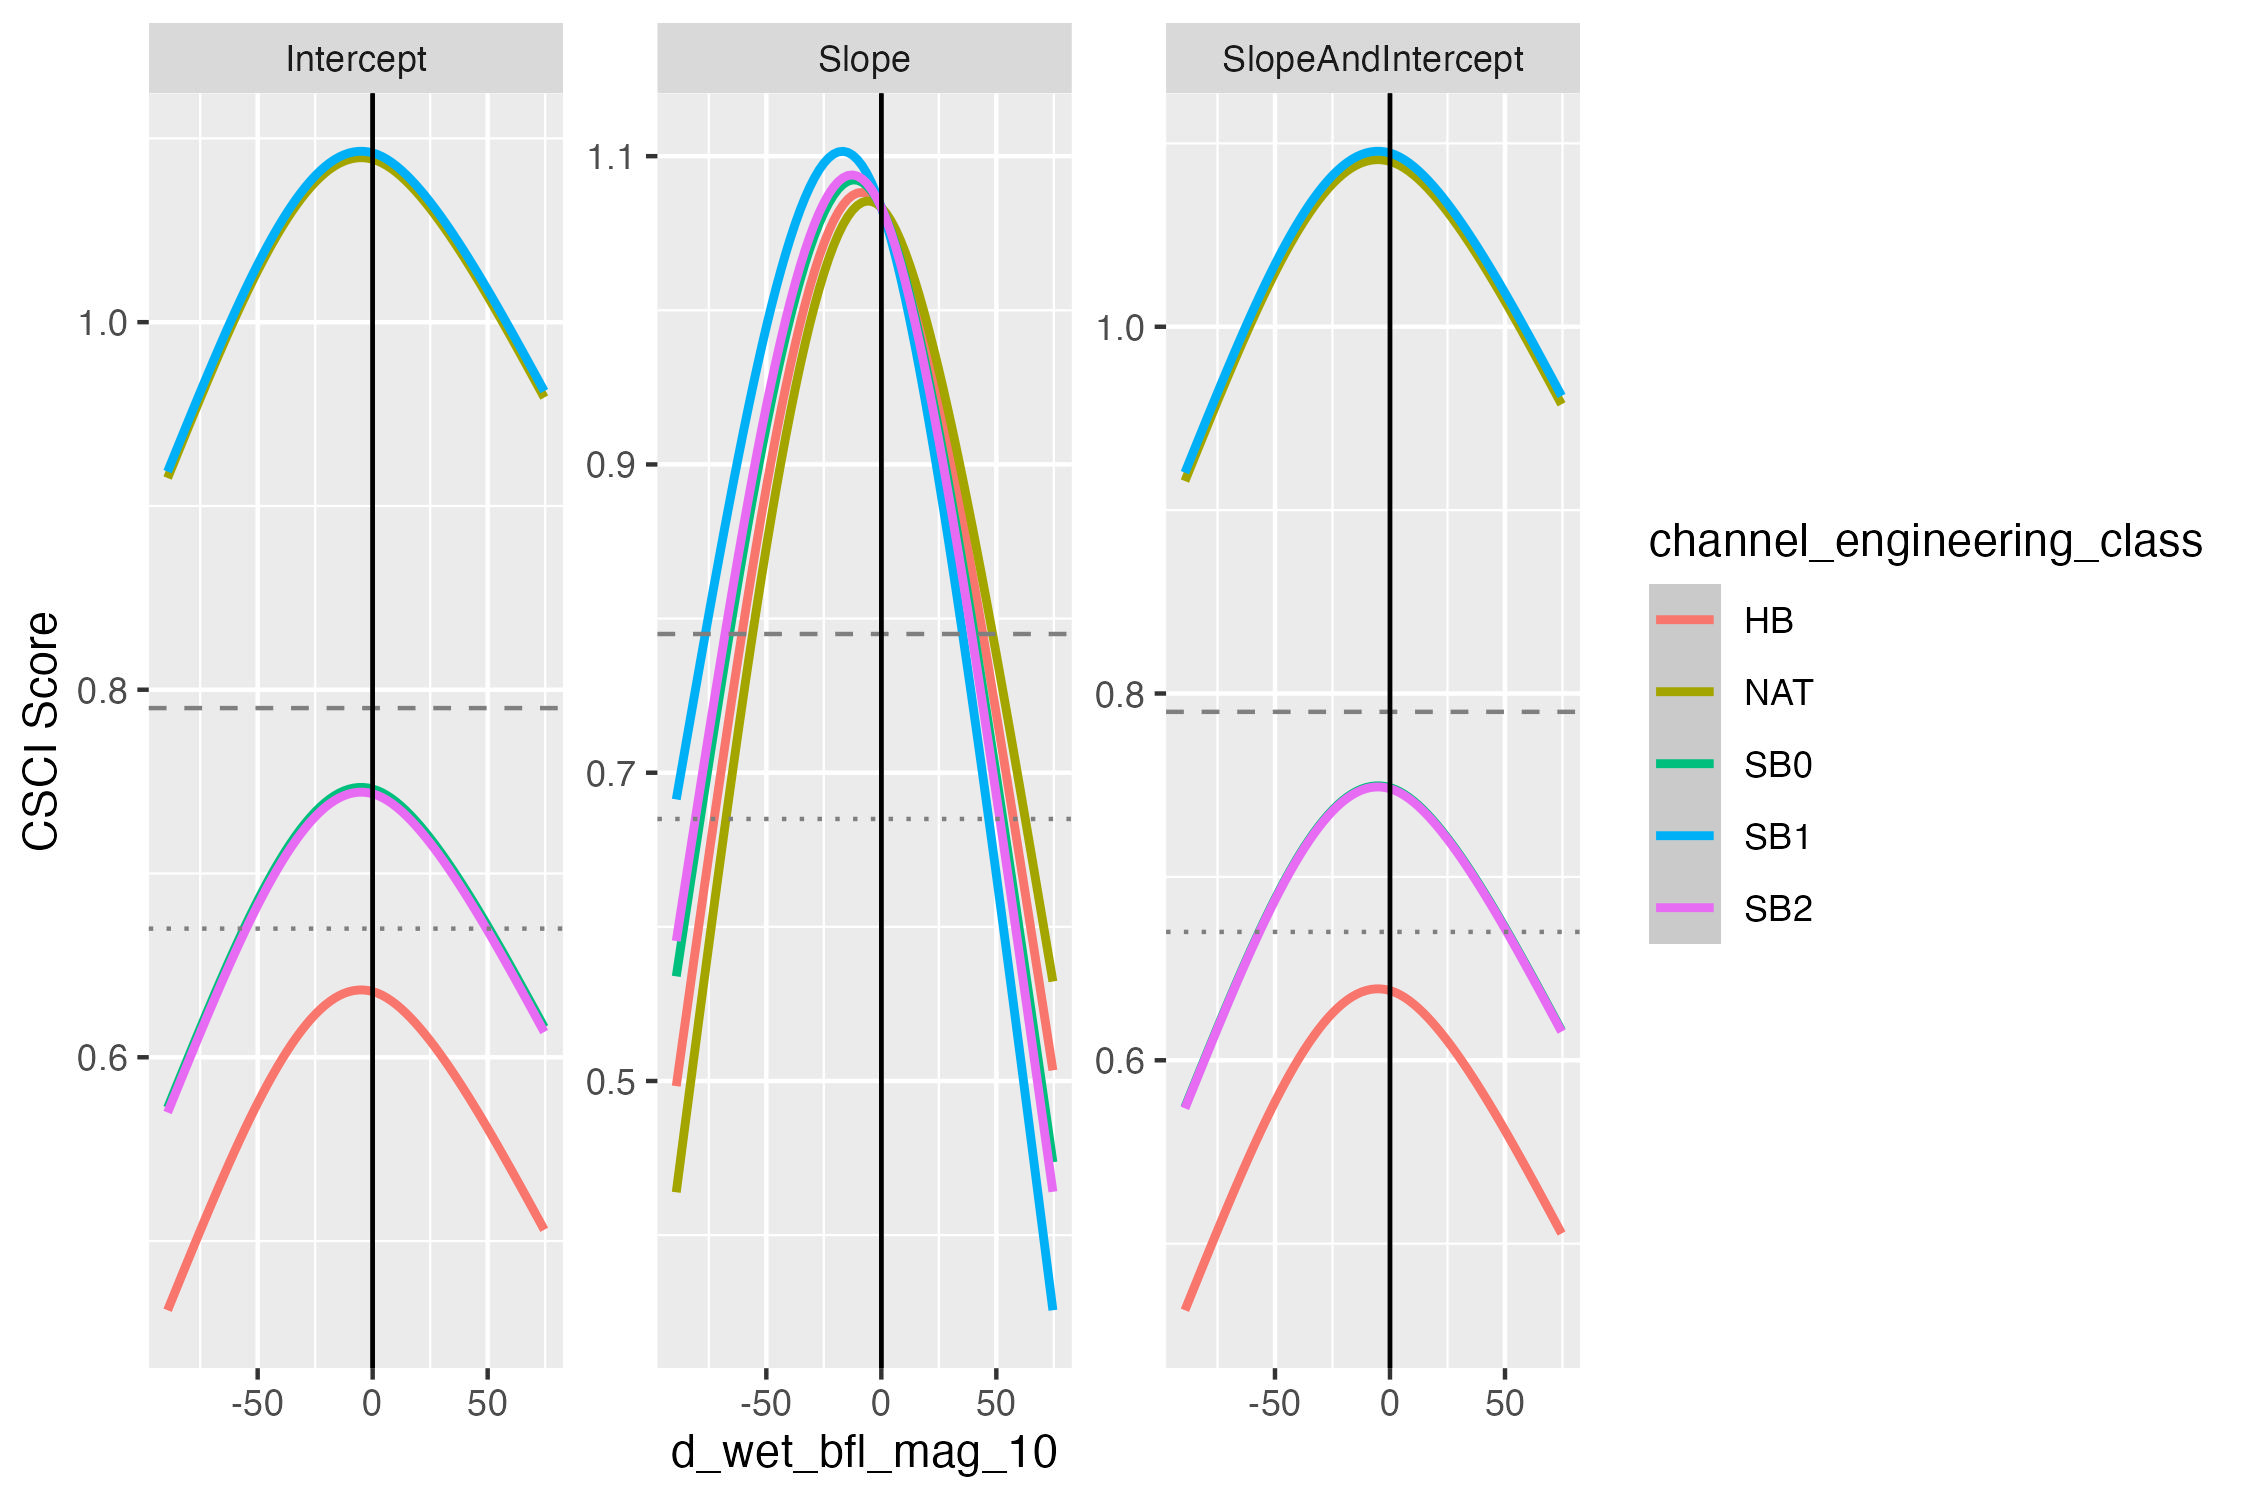 Intercept
Slope
SlopeAndIntercept
CSCI Score
1.0
0.8
0.6
1.1
0.9
0.7
0.5
1.0
0.8
0.6
-50 0 50
-50 0 50
-50 0 50
d_wet_bfl_mag_10
channel_engineering_class
HB
NAT
SB0
SB1
SB2